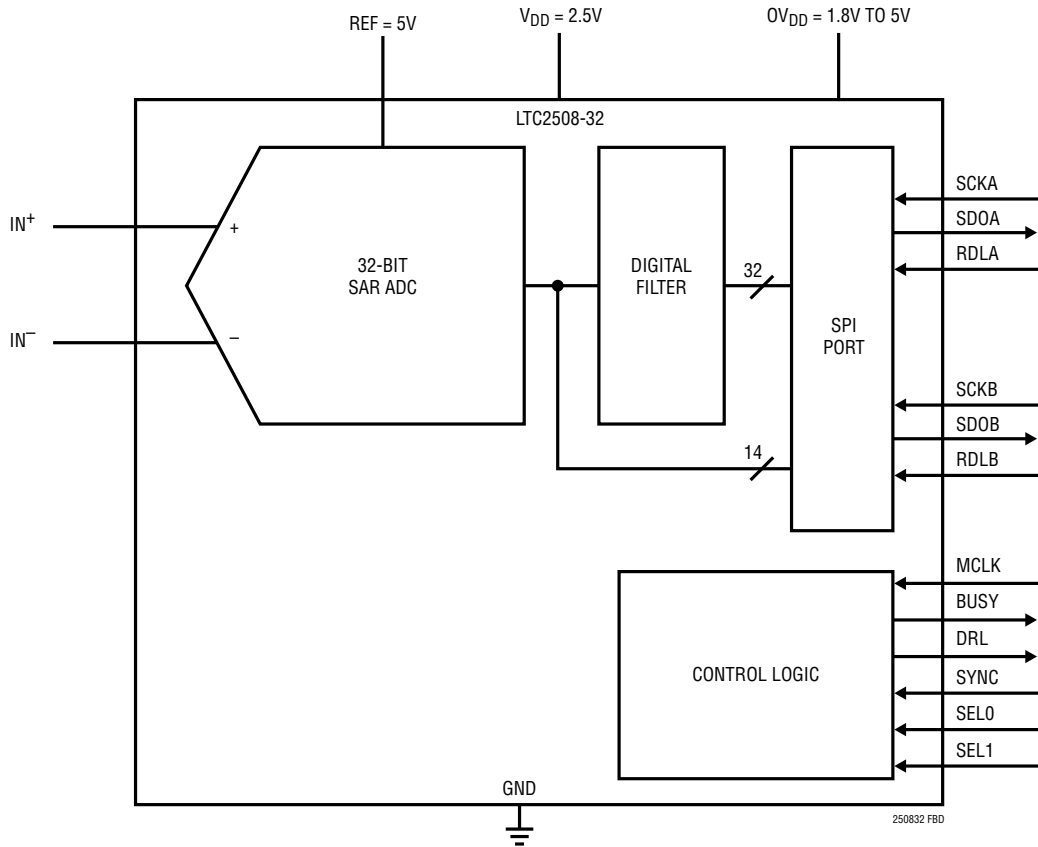 REF = 5V
VDD = 2.5V
OVDD = 1.8V TO 5V
LTC2508-32
IN+
+
32-BIT
SAR ADC
IN–
–
DIGITAL
FILTER
32
14
SPI
PORT
SCKA
SDOA
RDLA
SCKB
SDOB
RDLB
CONTROL LOGIC
MCLK
BUSY
DRL
SYNC
SEL0
SEL1
GND
250832 FBD